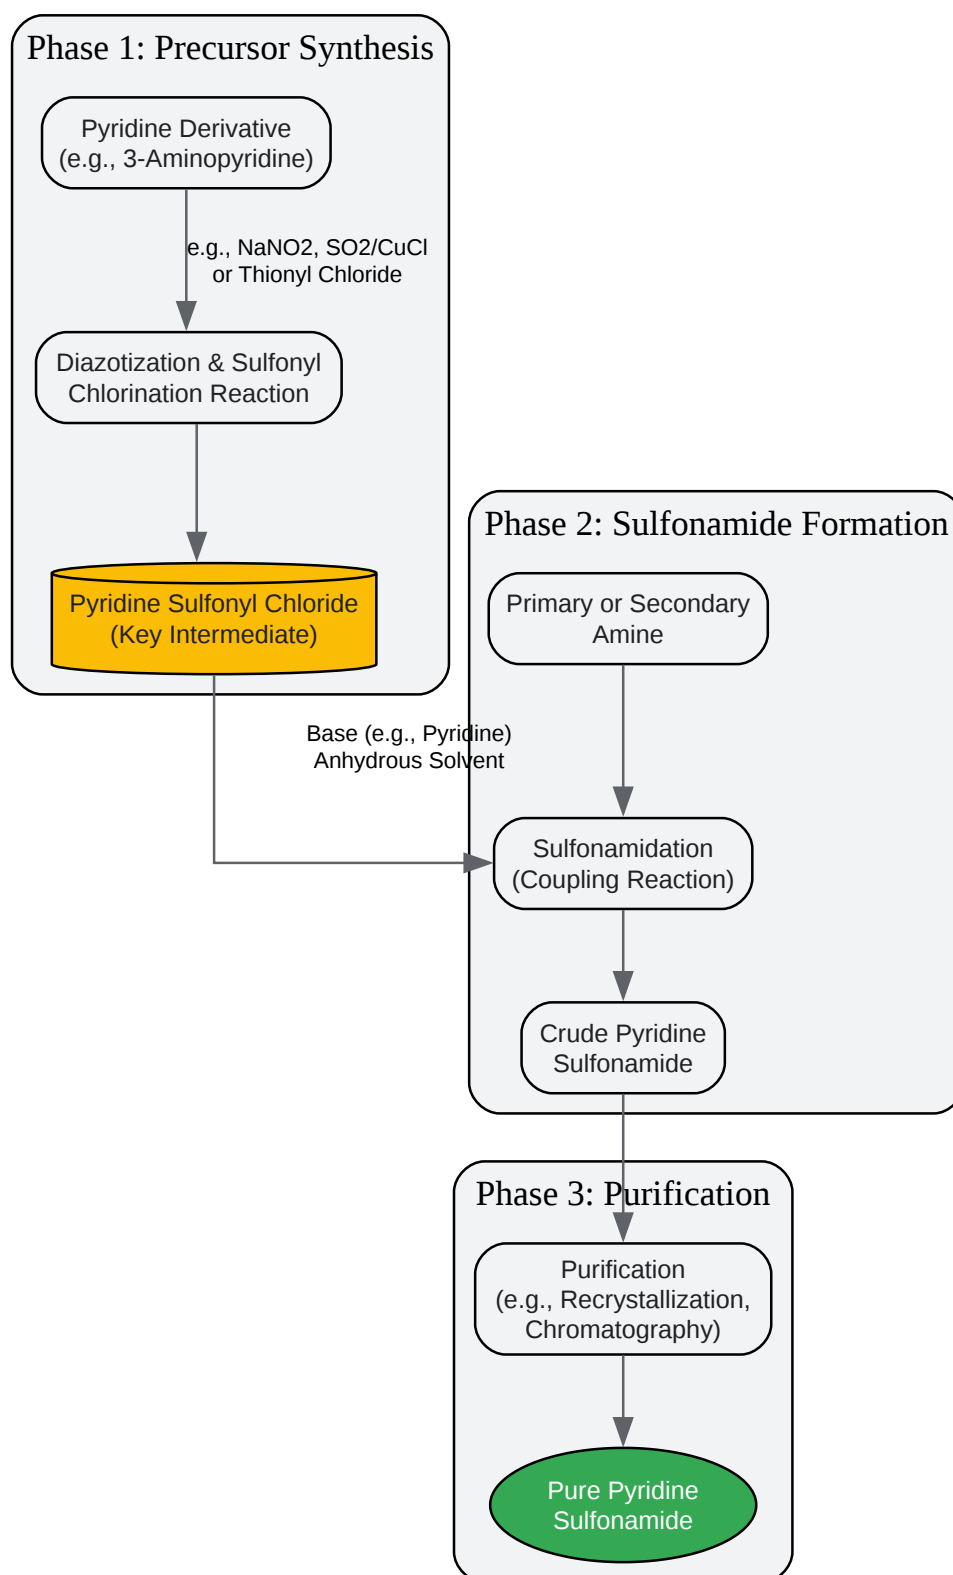 Phase 1: Precursor Synthesis
Pyridine Derivative
(e.g., 3-Aminopyridine)
e.g., NaNO2, SO2/CuCl
or Thionyl Chloride
Diazotization & Sulfonyl
Chlorination Reaction
Pyridine Sulfonyl Chloride
(Key Intermediate)
Phase 2: Sulfonamide Formation
Primary or Secondary
Amine
Base (e.g., Pyridine)
Anhydrous Solvent
Sulfonamidation
(Coupling Reaction)
Crude Pyridine
Sulfonamide
Phase 3: Purification
Purification
(e.g., Recrystallization,
Chromatography)
Pure Pyridine
Sulfonamide